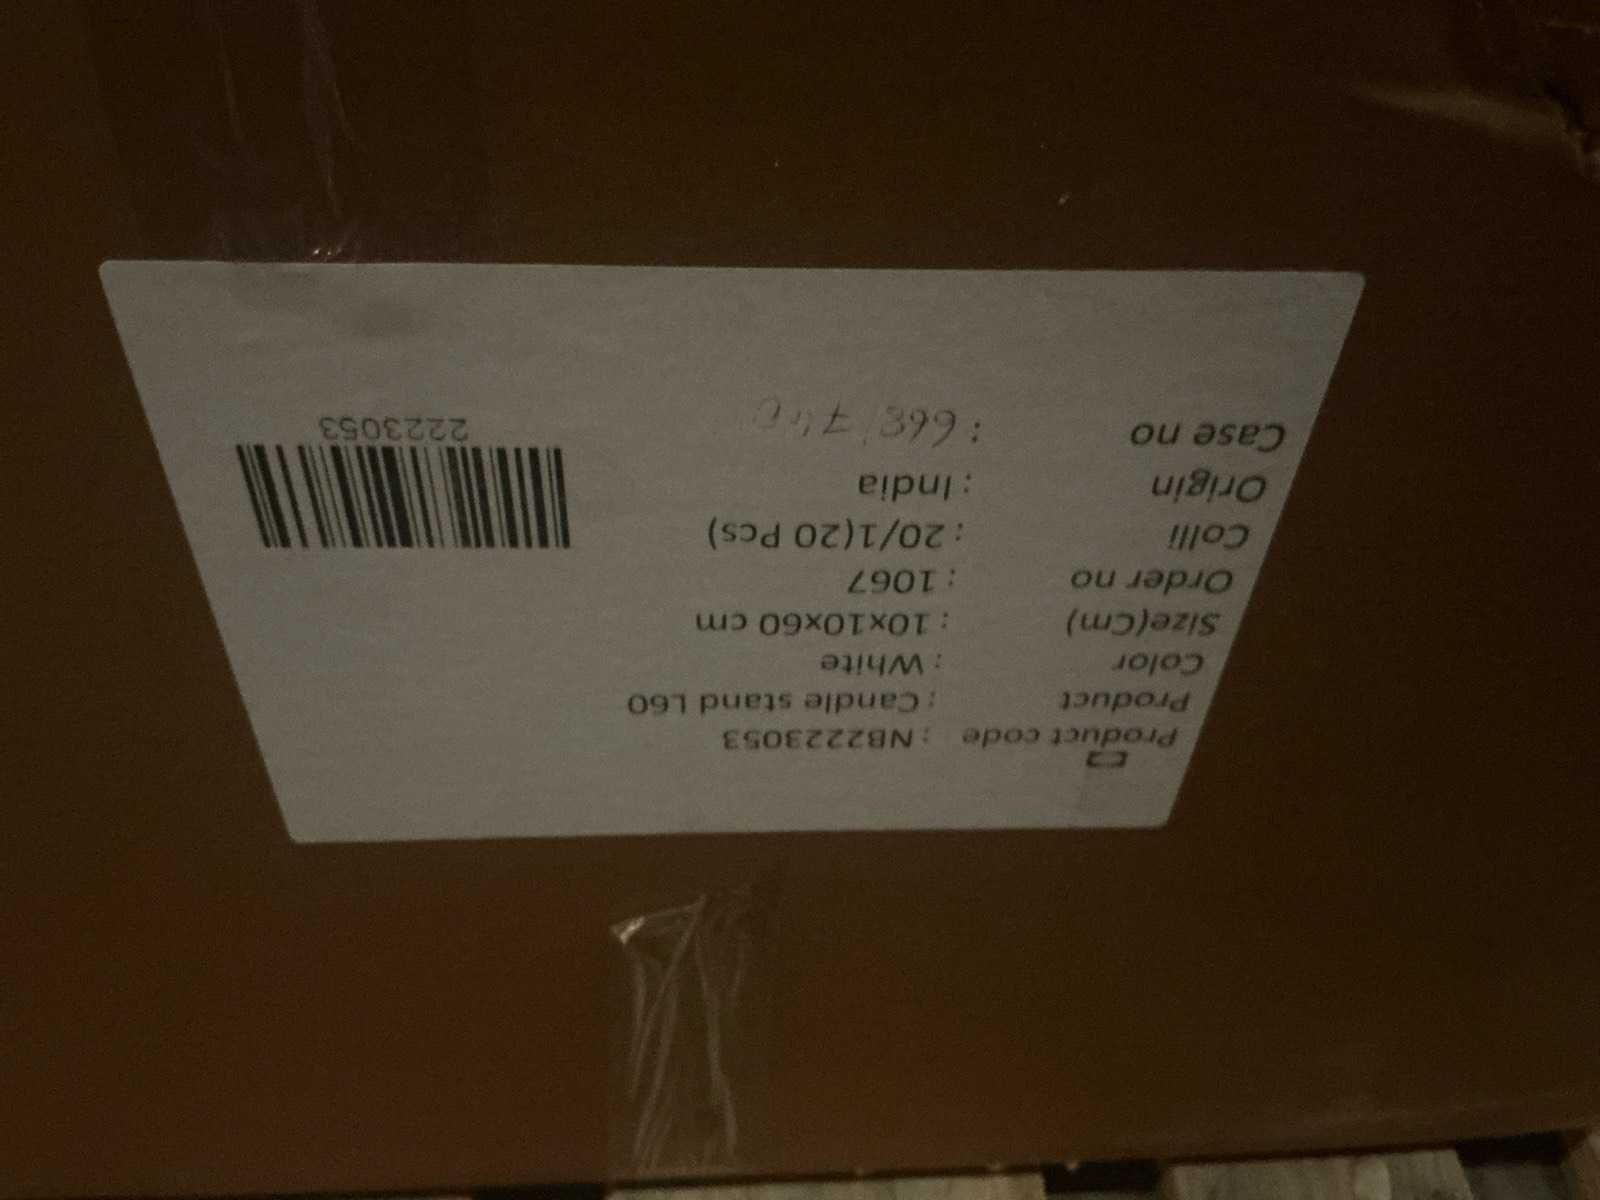 Product code : NB2223053
Product : Candle stand L60
Color : White
Size(Cm) : 10x10x60 cm
Order no : 1067
Colli : 20/1(20 Pcs)
Origin : India
Case no :
2223053